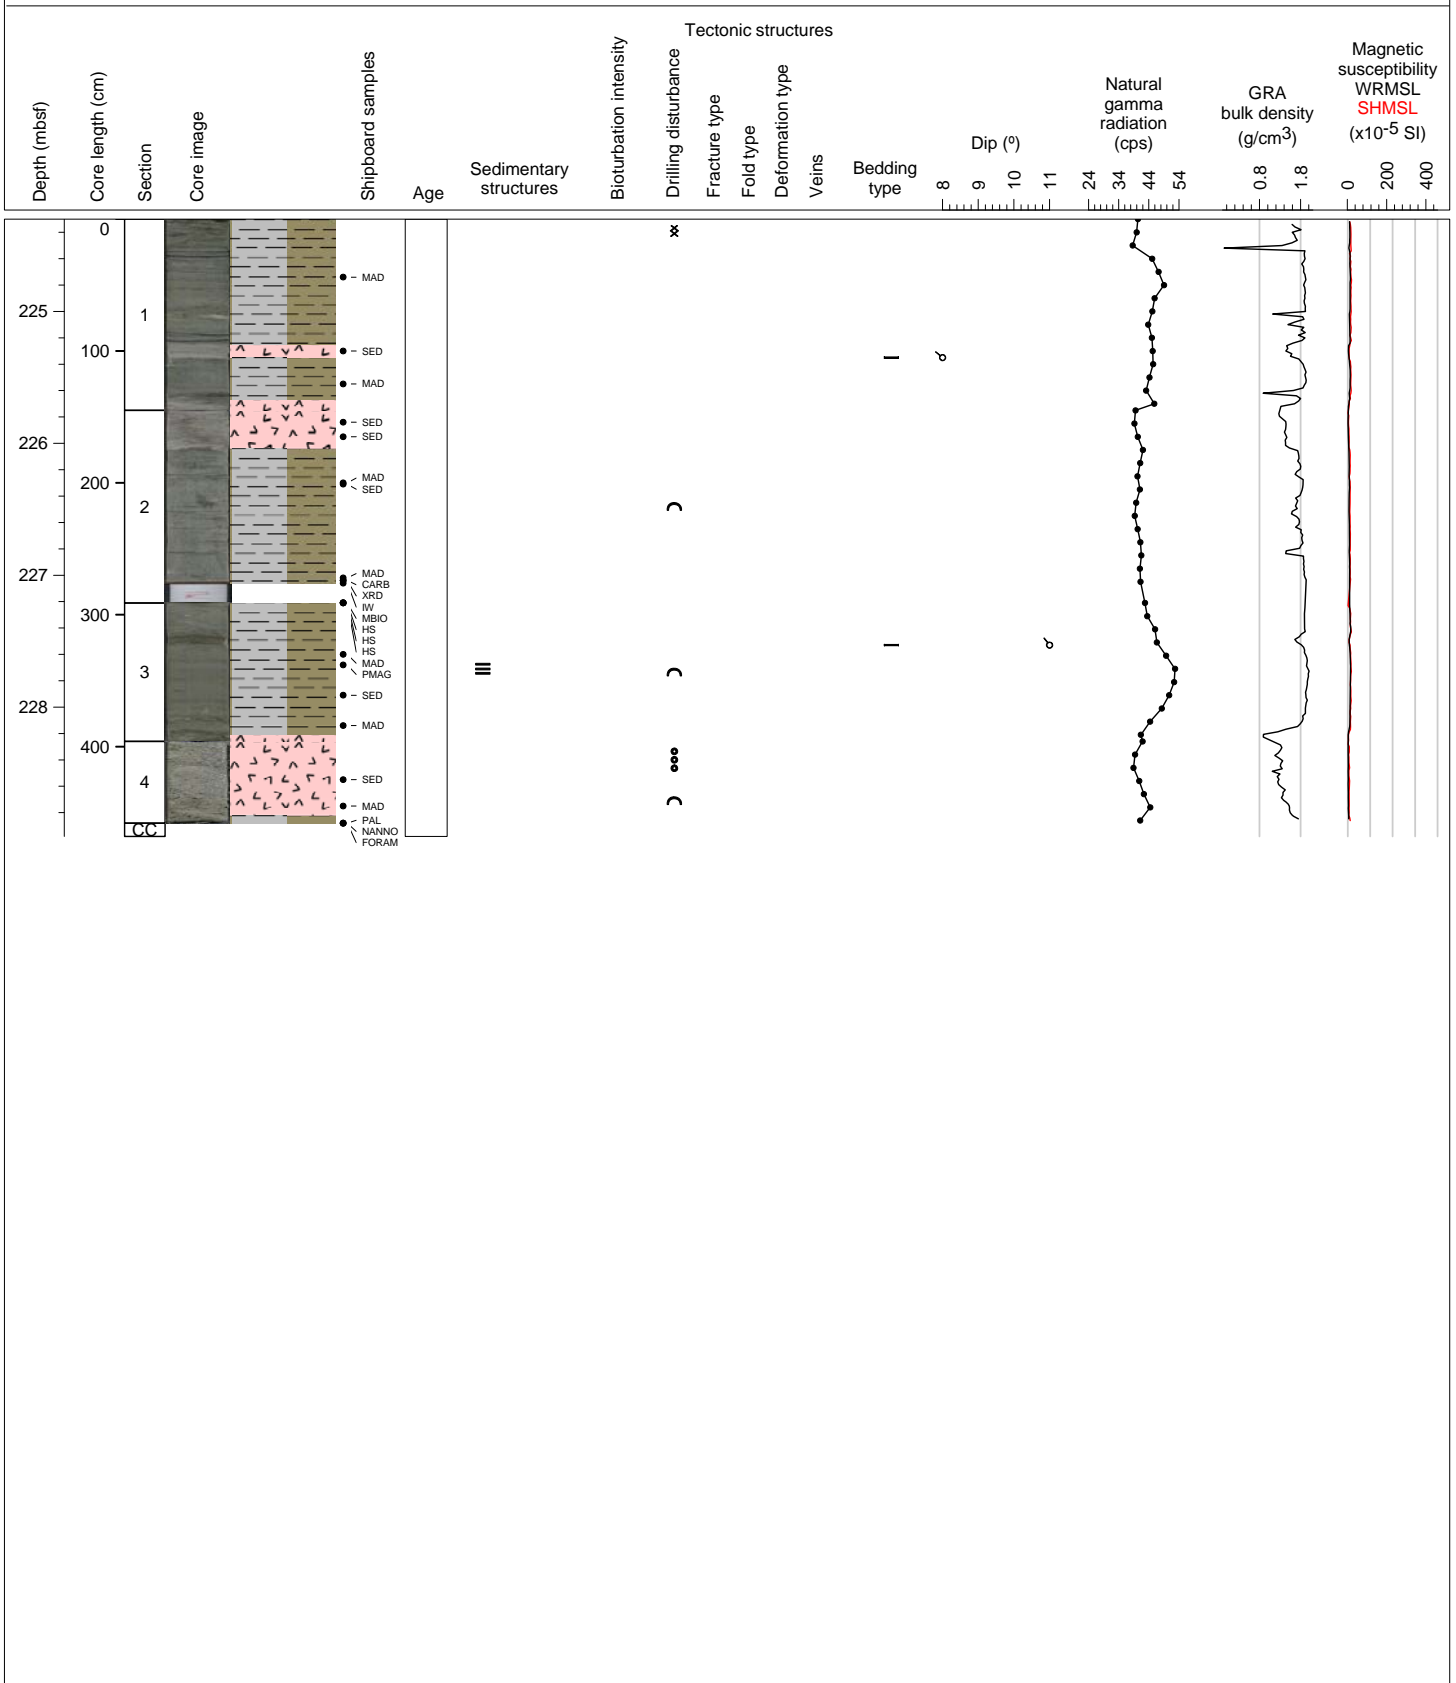 Tectonic structures
Depth (mbsf)
Core length (cm)
Section
Core image
Shipboard samples
Age
Sedimentary
structures
Bioturbation intensity
Drilling disturbance
Fracture type
Fold type
Deformation type
Veins
Bedding
type
Dip (º)
8 9 10 11
Natural
gamma
radiation
(cps)
24 34 44 54
GRA
bulk density
(g/cm3)
0.8 1.8
Magnetic
susceptibility
WRMSL
SHMSL
(x10-5 SI)
0 200 400
0
MAD
225
1
100
SED
MAD
SED
226
SED
MAD
200
SED
2
MAD
227
CARB
XRD
IW
300
MBIO
HS
HS
HS
MAD
3
PMAG
SED
228
MAD
400
4
SED
MAD
PAL
CC
NANNO
FORAM